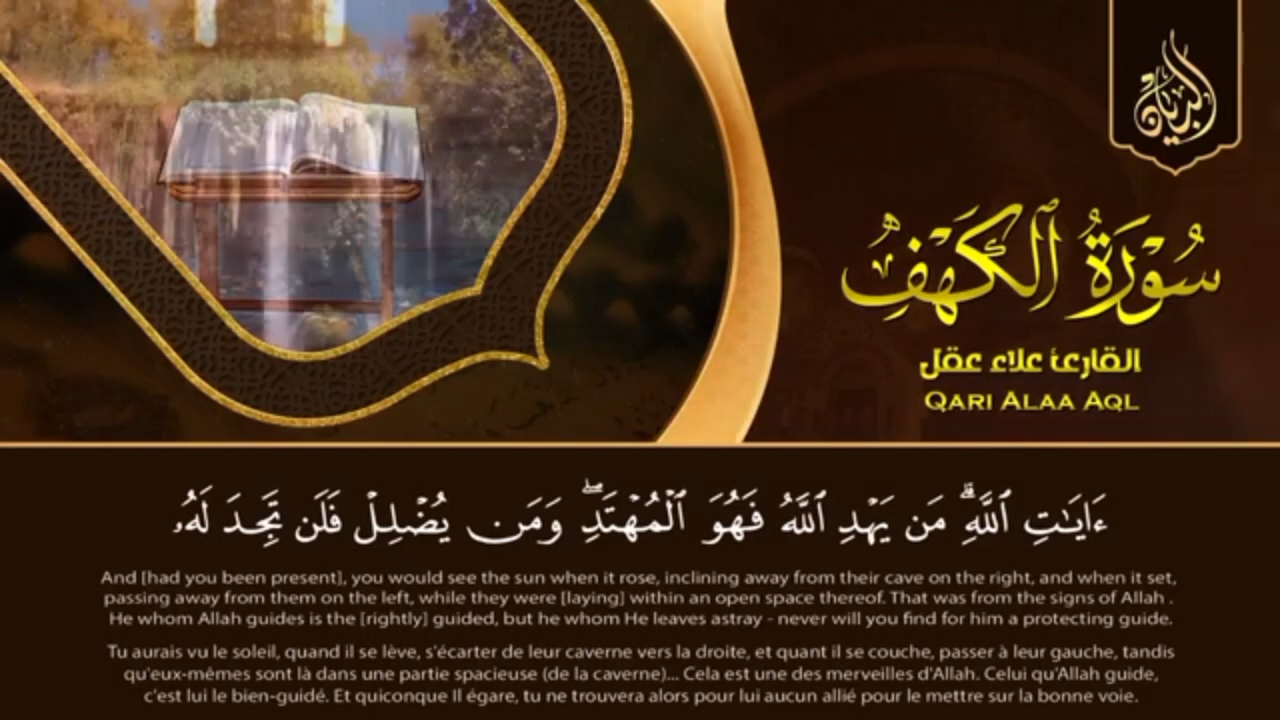 الريان
سُورَةُ ٱلْكَهْفِ
القارئ علاء عقل
QARI ALAA AQL
ءَايَـٰتِ ٱللَّهِۗ مَن يَهْدِ ٱللَّهُ فَهُوَ ٱلْمُهْتَدِۖ وَمَن يُضْلِلْ فَلَن تَجِدَ لَهُۥ
And [had you been present], you would see the sun when it rose, inclining away from their cave on the right, and when it set,
passing away from them on the left, while they were [laying] within an open space thereof. That was from the signs of Allah .
He whom Allah guides is the [rightly] guided, but he whom He leaves astray - never will you find for him a protecting guide.
Tu aurais vu le soleil, quand il se lève, s'écarter de leur caverne vers la droite, et quant il se couche, passer à leur gauche, tandis
qu'eux-mêmes sont là dans une partie spacieuse (de la caverne)... Cela est une des merveilles d'Allah. Celui qu'Allah guide,
c'est lui le bien-guidé. Et quiconque Il égare, tu ne trouvera alors pour lui aucun allié pour le mettre sur la bonne voie.